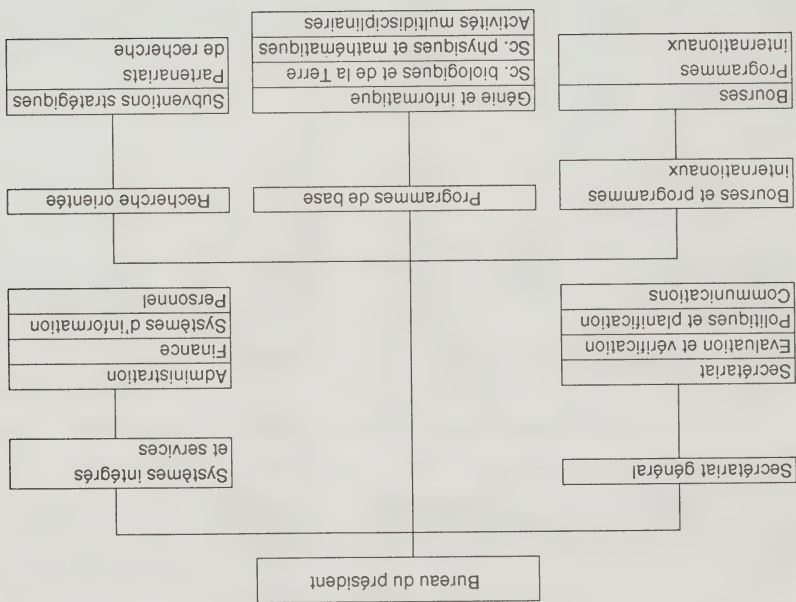 Bureau du président
Secrétariat général
Systèmes intégrés
et services
Secrétariat
Evaluation et vérification
Politiques et planification
Communications
Administration
Finance
Systèmes d'information
Personnel
Bourses et programmes
internationaux
Programmes de base
Recherche orientée
Bourses
Programmes
internationaux
Génie et informatique
Sc. biologiques et de la Terre
Sc. physiques et mathématiques
Activités multidisciplinaires
Subventions stratégiques
Partenariats
de recherche